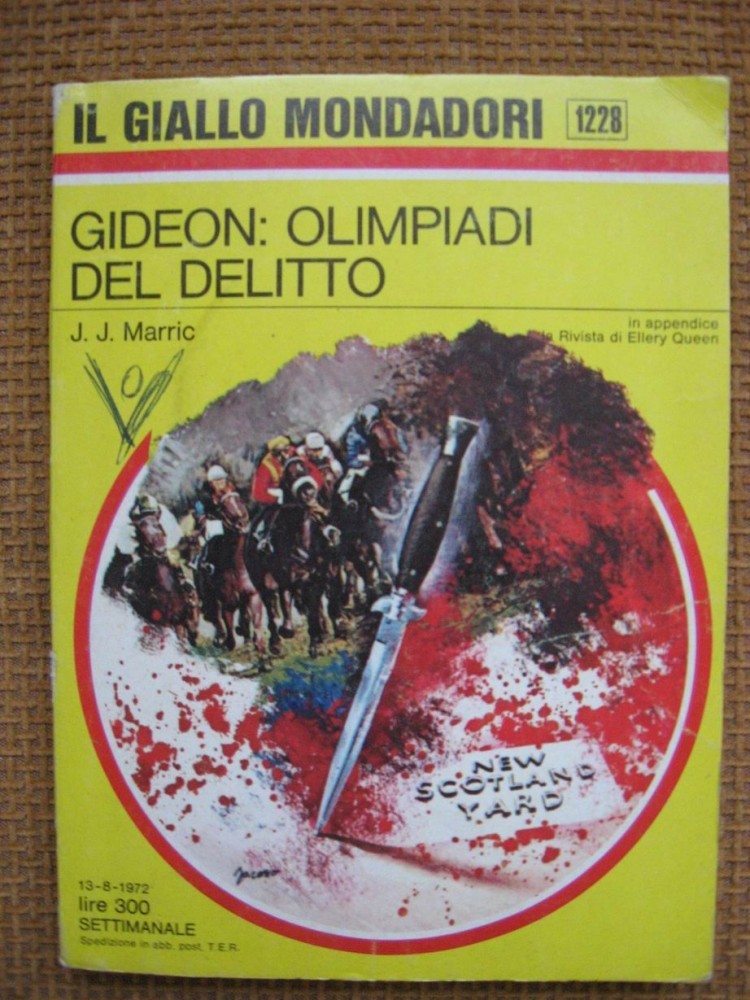 IL GIALLO MONDADORI 1228
GIDEON: OLIMPIADI
DEL DELITTO
J. J. Marric
in appendice
la Rivista di Ellery Queen
NEW
SCOTLAND
YARD
13-8-1972
lire 300
SETTIMANALE
Spedizione in abb. post. T.E.R.